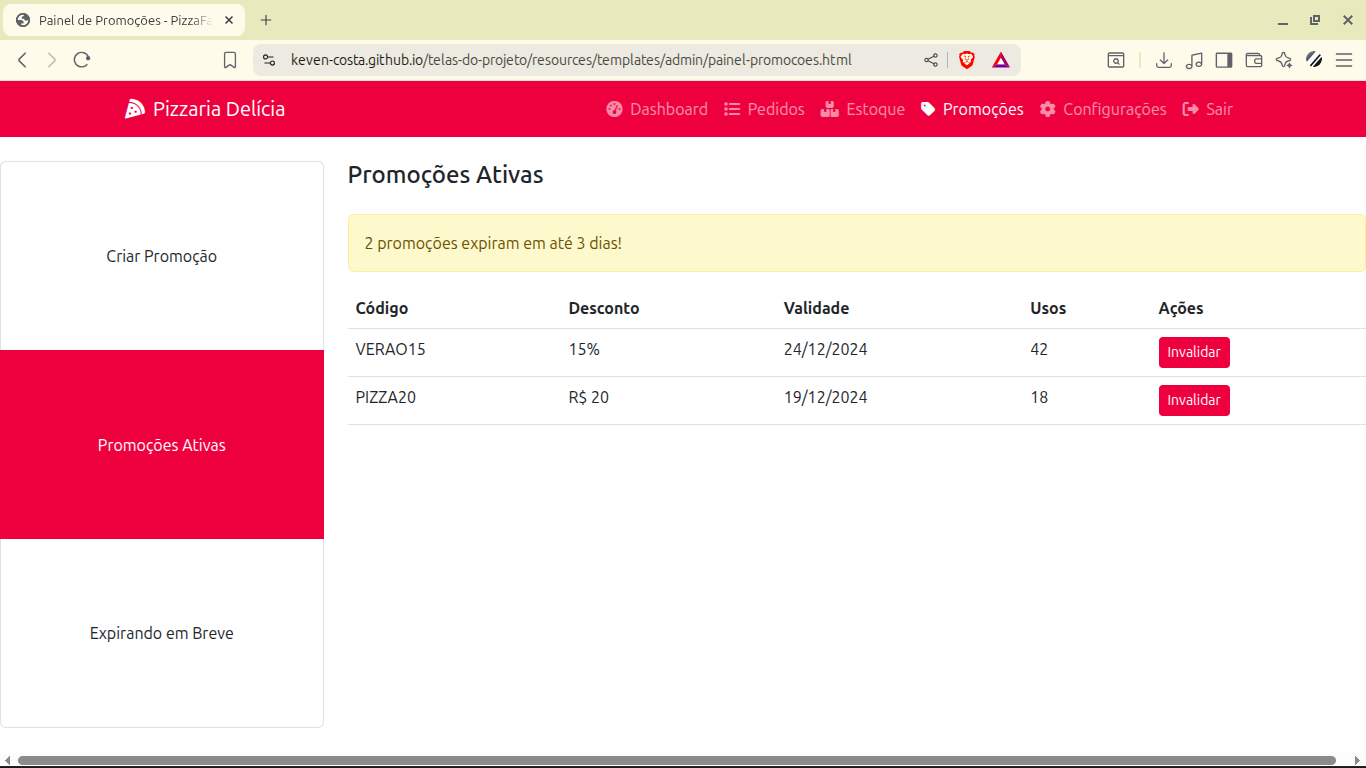 Painel de Promoções - PizzaFa
keven-costa.github.io/telas-do-projeto/resources/templates/admin/painel-promocoes.html
Pizzaria Delícia
Dashboard
Pedidos
Estoque
Promoções
Configurações
Sair
Criar Promoção
Promoções Ativas
Expirando em Breve
Promoções Ativas
2 promoções expiram em até 3 dias!
Código Desconto Validade Usos Ações
VERAO15 15% 24/12/2024 42 Invalidar
PIZZA20 R$ 20 19/12/2024 18 Invalidar